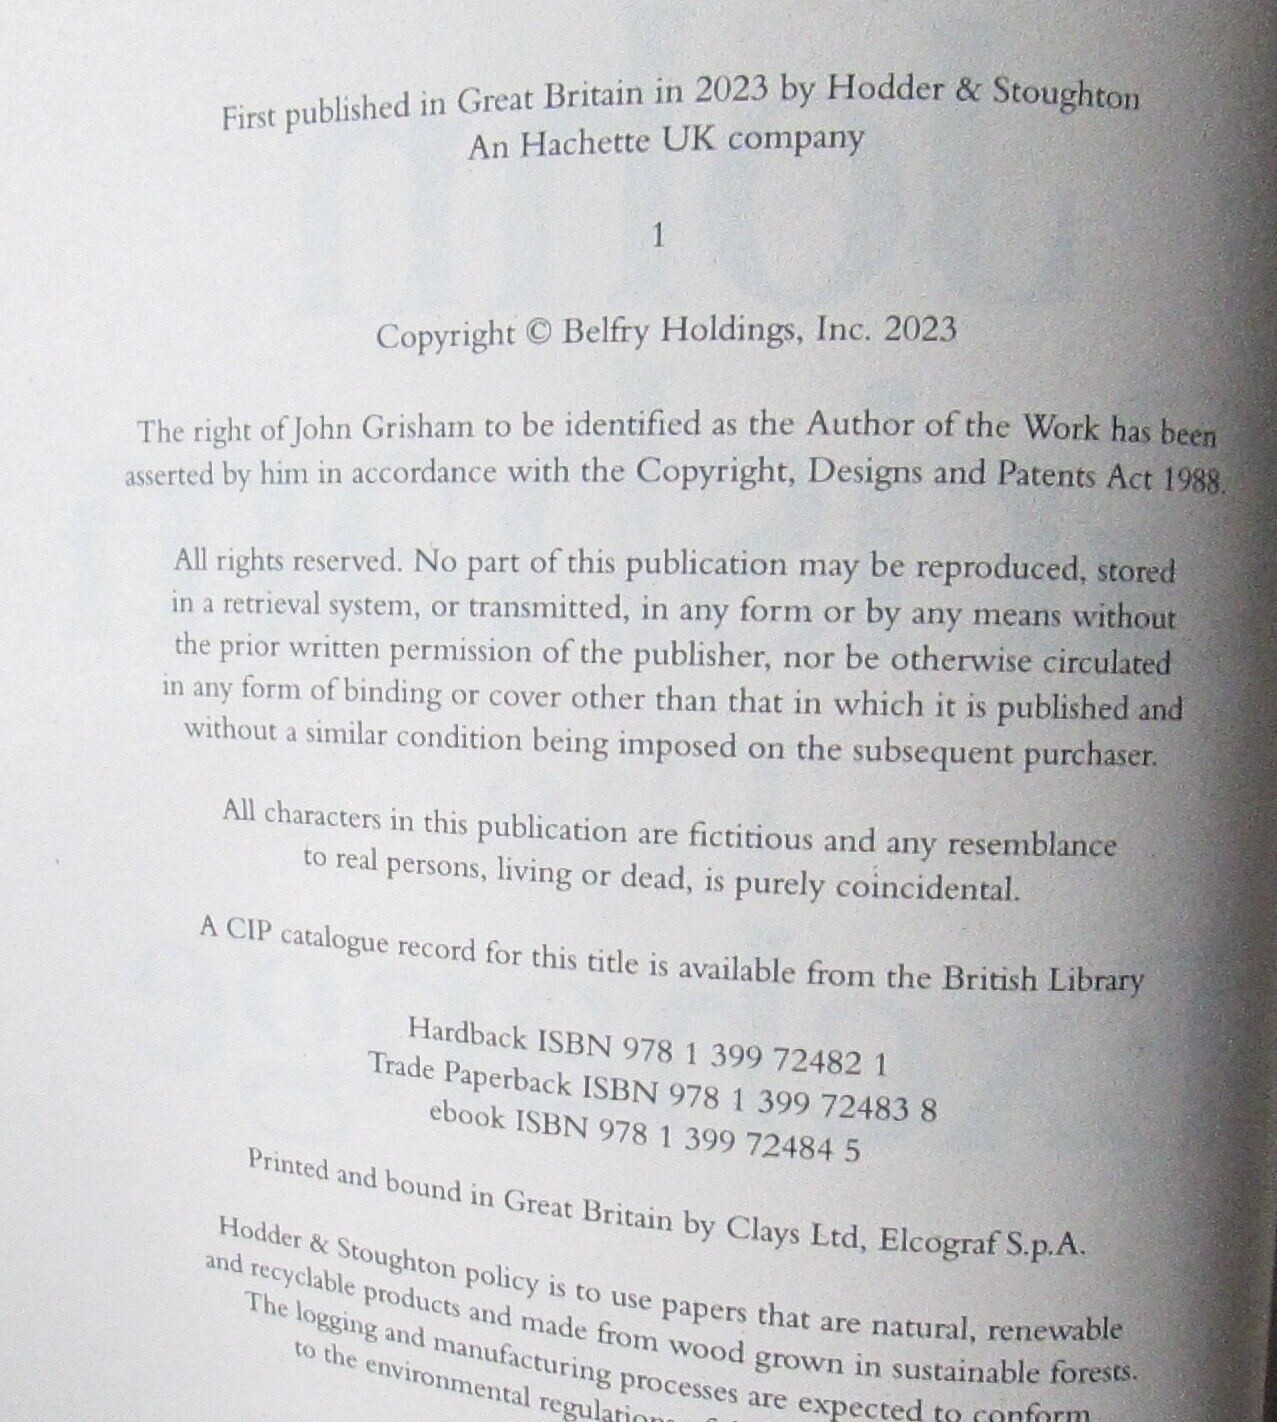 First published in Great Britain in 2023 by Hodder & Stoughton
An Hachette UK company
1
Copyright © Belfry Holdings, Inc. 2023
The right of John Grisham to be identified as the Author of the Work has been
asserted by him in accordance with the Copyright, Designs and Patents Act 1988.
All rights reserved. No part of this publication may be reproduced, stored
in a retrieval system, or transmitted, in any form or by any means without
the prior written permission of the publisher, nor be otherwise circulated
in any form of binding or cover other than that in which it is published and
without a similar condition being imposed on the subsequent purchaser.
All characters in this publication are fictitious and any resemblance
to real persons, living or dead, is purely coincidental.
A CIP catalogue record for this title is available from the British Library
Hardback ISBN 978 1 399 72482 1
Trade Paperback ISBN 978 1 399 72483 8
ebook ISBN 978 1 399 72484 5
Printed and bound in Great Britain by Clays Ltd, Elcograf S.p.A.
Hodder & Stoughton policy is to use papers that are natural, renewable
and recyclable products and made from wood grown in sustainable forests.
The logging and manufacturing processes are expected to conform
to the environmental